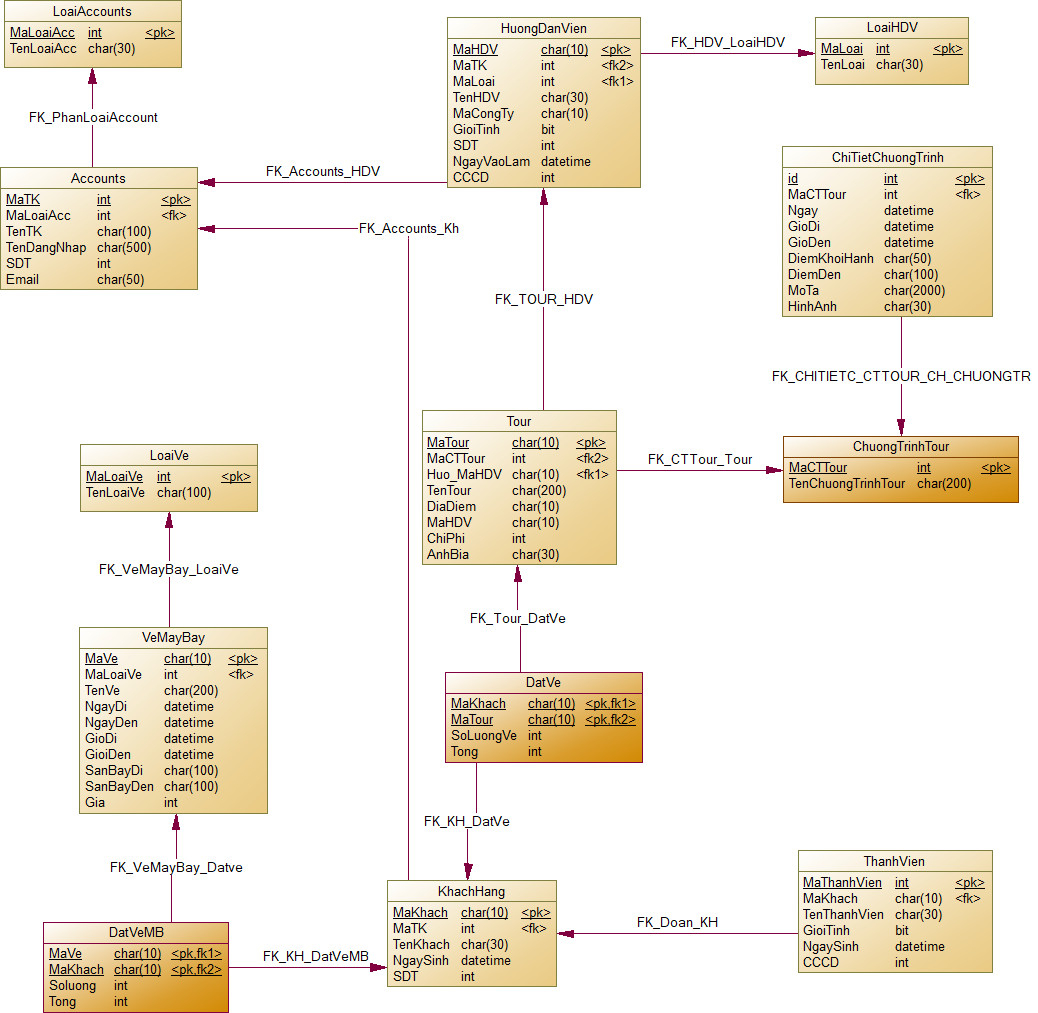 LoaiAccounts
MaLoaiAcc int <pk>
TenLoaiAcc char(30)
HuongDanVien
MaHDV char(10) <pk>
MaTK int <fk2>
MaLoai int <fk1>
TenHDV char(30)
MaCongTy char(10)
GioiTinh bit
SDT int
NgayVaoLam datetime
CCCD int
FK_HDV_LoaiHDV
LoaiHDV
MaLoai int <pk>
TenLoai char(30)
FK_PhanLoaiAccount
Accounts
MaTK int <pk>
MaLoaiAcc int <fk>
TenTK char(100)
TenDangNhap char(500)
SDT int
Email char(50)
FK_Accounts_HDV
FK_Accounts_Kh
ChiTietChuongTrinh
id int <pk>
MaCTTour int <fk>
Ngay datetime
GioDi datetime
GioDen datetime
DiemKhoiHanh char(50)
DiemDen char(100)
MoTa char(2000)
HinhAnh char(30)
FK_TOUR_HDV
FK_CHITIETC_CTTOUR_CH_CHUONGTR
Tour
MaTour char(10) <pk>
MaCTTour int <fk2>
Huo_MaHDV char(10) <fk1>
TenTour char(200)
DiaDiem char(10)
MaHDV char(10)
ChiPhi int
AnhBia char(30)
FK_CTTour_Tour
ChuongTrinhTour
MaCTTour int <pk>
TenChuongTrinhTour char(200)
LoaiVe
MaLoaiVe int <pk>
TenLoaiVe char(100)
FK_VeMayBay_LoaiVe
FK_Tour_DatVe
VeMayBay
MaVe char(10) <pk>
MaLoaiVe int <fk>
TenVe char(200)
NgayDi datetime
NgayDen datetime
GioDi datetime
GioiDen datetime
SanBayDi char(100)
SanBayDen char(100)
Gia int
DatVe
MaKhach char(10) <pk,fk1>
MaTour char(10) <pk,fk2>
SoLuongVe int
Tong int
FK_KH_DatVe
FK_VeMayBay_Datve
KhachHang
MaKhach char(10) <pk>
MaTK int <fk>
TenKhach char(30)
NgaySinh datetime
SDT int
FK_Doan_KH
ThanhVien
MaThanhVien int <pk>
MaKhach char(10) <fk>
TenThanhVien char(30)
GioiTinh bit
NgaySinh datetime
CCCD int
DatVeMB
MaVe char(10) <pk,fk1>
MaKhach char(10) <pk,fk2>
Soluong int
Tong int
FK_KH_DatVeMB